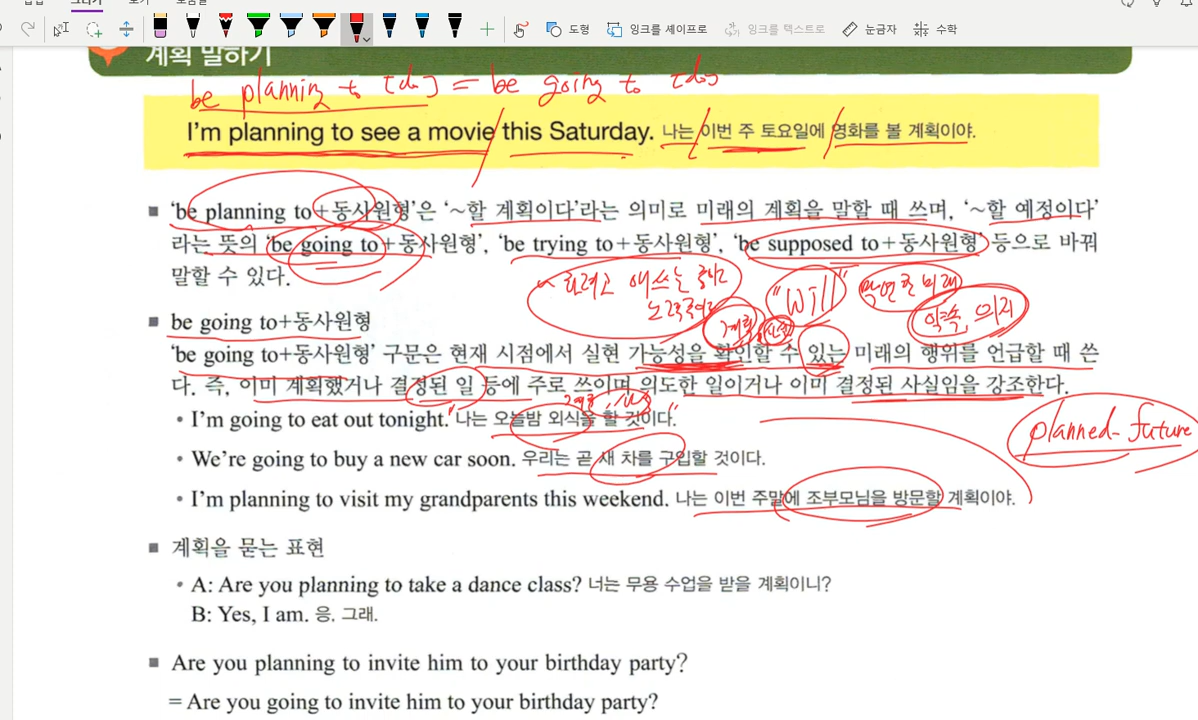 도형 잉크를 셰이프로 잉크를 텍스트로 눈금자 수학
계획 말하기
be planning to [do] = be going to [do]
I'm planning to see a movie this Saturday. 나는 이번 주 토요일에 영화를 볼 계획이야.
■ 'be planning to+동사원형'은 '~할 계획이다'라는 의미로 미래의 계획을 말할 때 쓰며, '~할 예정이다'
라는 뜻의 'be going to+동사원형', 'be trying to+동사원형', 'be supposed to+동사원형' 등으로 바꿔
말할 수 있다.
~하려고 애쓰는 중이다 "will" 막연한 미래
계획 약속, 의지
■ be going to+동사원형
'be going to+동사원형' 구문은 현재 시점에서 실현 가능성을 확인할 수 있는 미래의 행위를 언급할 때 쓴
다. 즉, 이미 계획했거나 결정된 일 등에 주로 쓰이며 의도한 일이거나 이미 결정된 사실임을 강조한다.
planned-future
• I'm going to eat out tonight. "나는 오늘밤 외식을 할 것이다."
• We're going to buy a new car soon. 우리는 곧 새 차를 구입할 것이다.
• I'm planning to visit my grandparents this weekend. 나는 이번 주말에 조부모님을 방문할 계획이야.
■ 계획을 묻는 표현
• A: Are you planning to take a dance class? 너는 무용 수업을 받을 계획이니?
B: Yes, I am. 응, 그래.
■ Are you planning to invite him to your birthday party?
= Are you going to invite him to your birthday party?